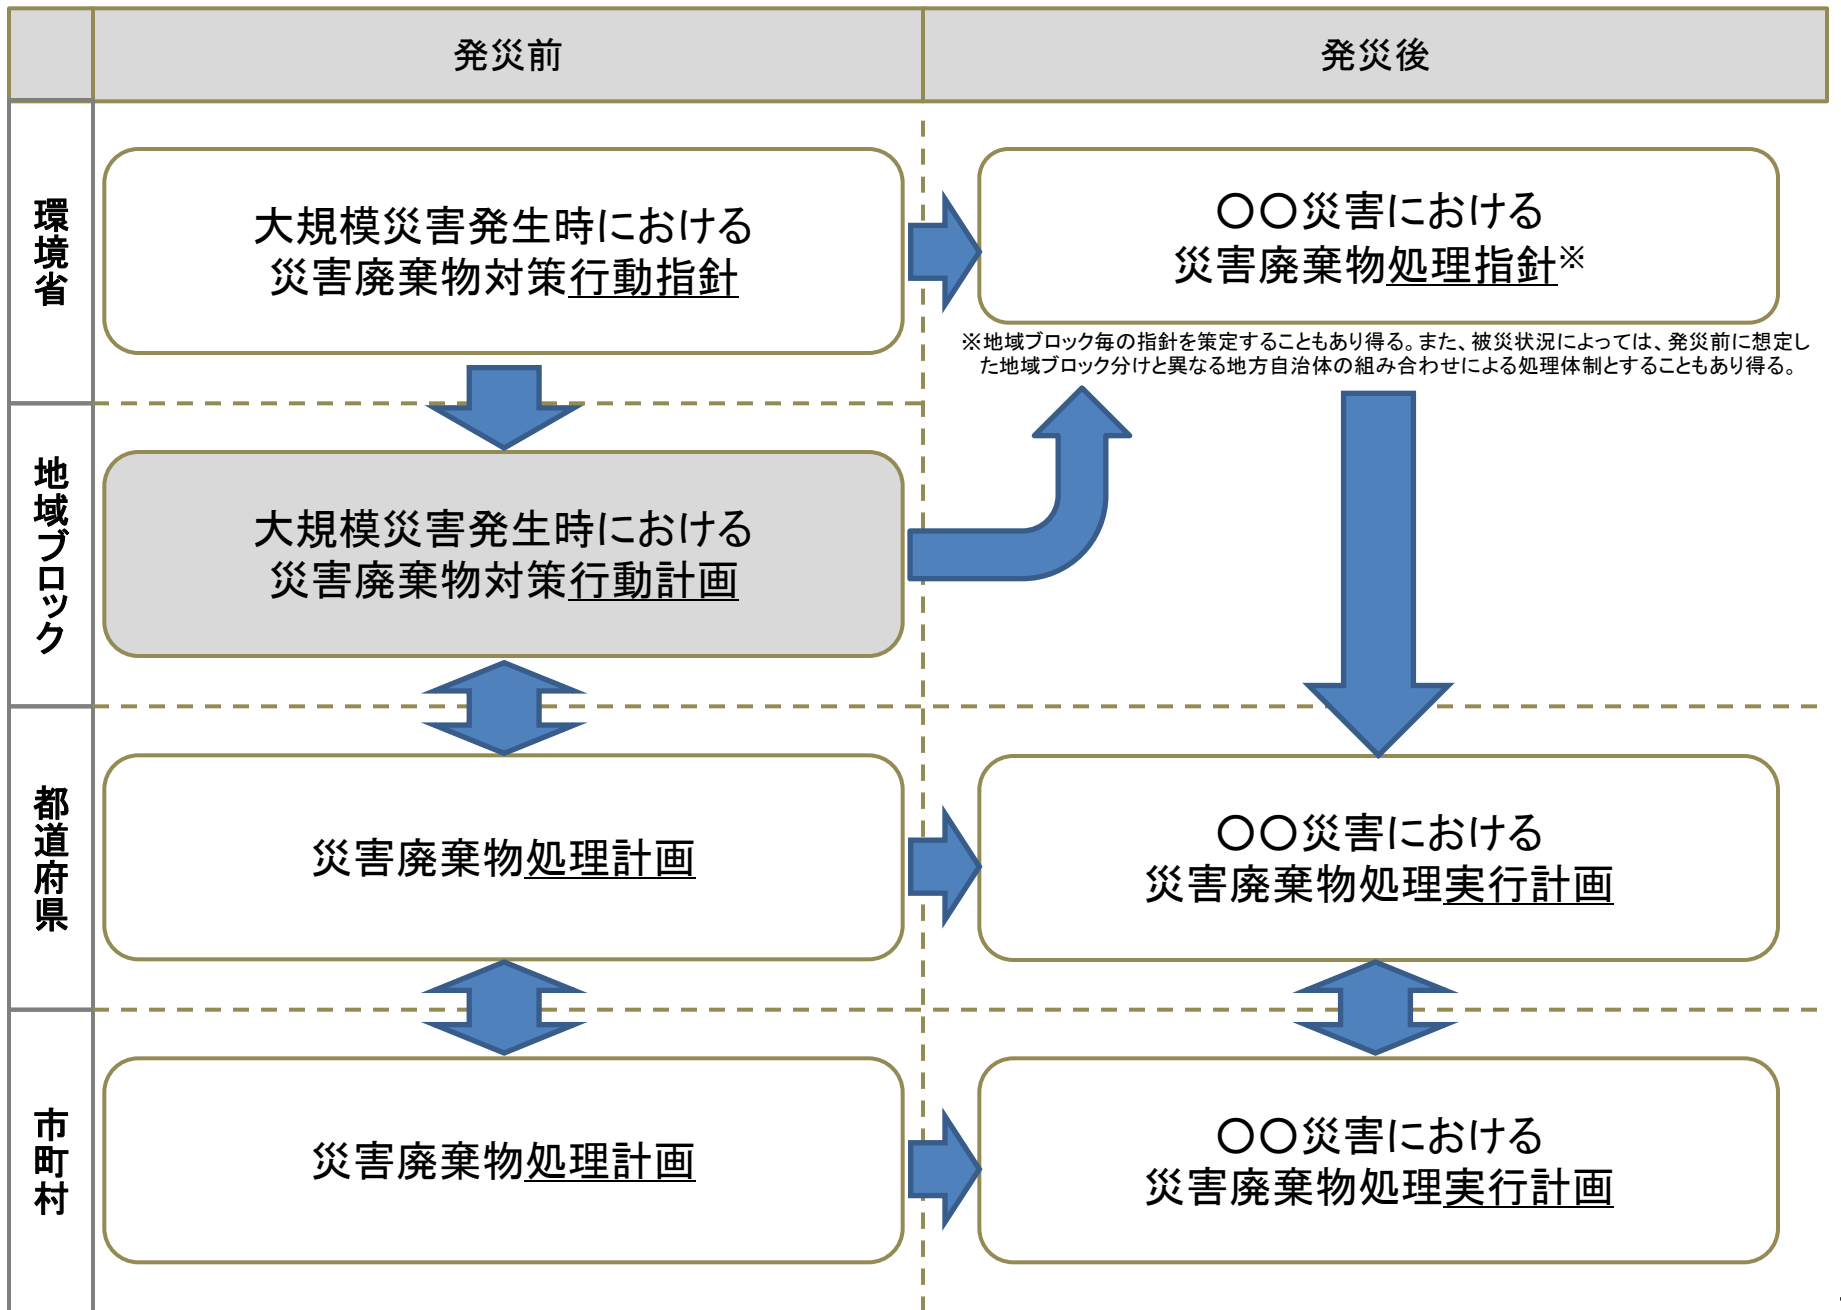 発災前
発災後
環境省
大規模災害発生時における
災害廃棄物対策行動指針
〇〇災害における
災害廃棄物処理指針※
※地域ブロック毎の指針を策定することもあり得る。また、被災状況によっては、発災前に想定し
た地域ブロック分けと異なる地方自治体の組み合わせによる処理体制とすることもあり得る。
地域ブロック
大規模災害発生時における
災害廃棄物対策行動計画
都道府県
災害廃棄物処理計画
〇〇災害における
災害廃棄物処理実行計画
市町村
災害廃棄物処理計画
〇〇災害における
災害廃棄物処理実行計画